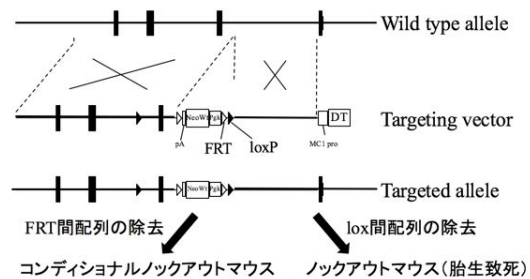 Wild type allele
NeoWt Pgk
DT
Targeting vector
pA
FRT
loxP
MC1 pro
NeoWt Pgk
Targeted allele
FRT間配列の除去
lox間配列の除去
コンディショナルノックアウトマウス
ノックアウトマウス(胎生致死)